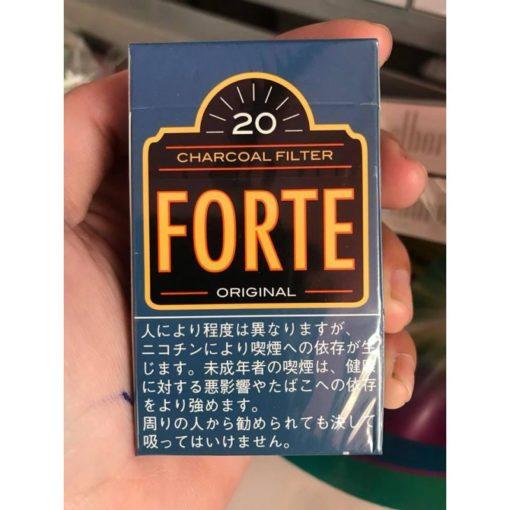 20
CHARCOAL FILTER
FORTE
ORIGINAL
人により程度は異なりますが、
ニコチンにより喫煙への依存が生
じます。未成年者の喫煙は、健康
に対する悪影響やたばこへの依存
をより強めます。
周りの人から勧められても決して
吸ってはいけません。